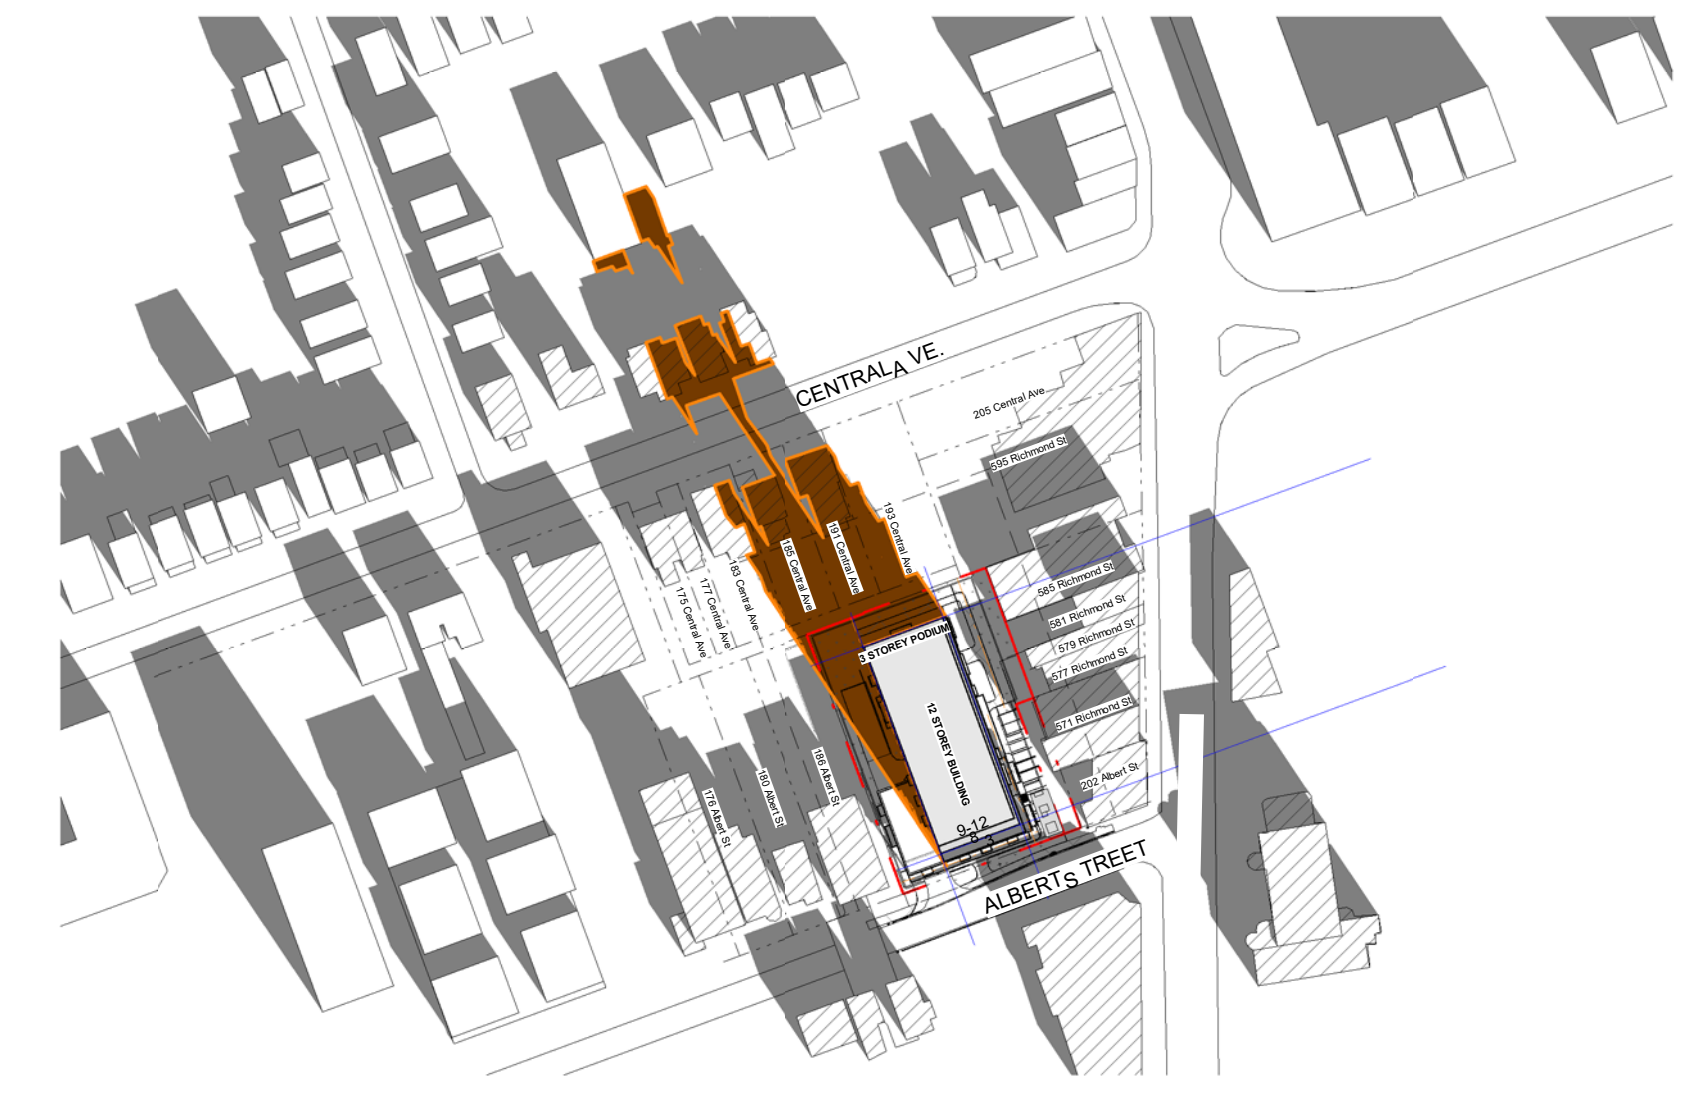 CENTRAL AVE.
205 Central Ave
595 Richmond St
193 Central Ave
191 Central Ave
185 Central Ave
183 Central Ave
177 Central Ave
175 Central Ave
585 Richmond St
581 Richmond St
579 Richmond St
577 Richmond St
571 Richmond St
3 STOREY PODIUM
12 STOREY BUILDING
202 Albert St
186 Albert St
180 Albert St
176 Albert St
9-12
8
3
ALBERT STREET